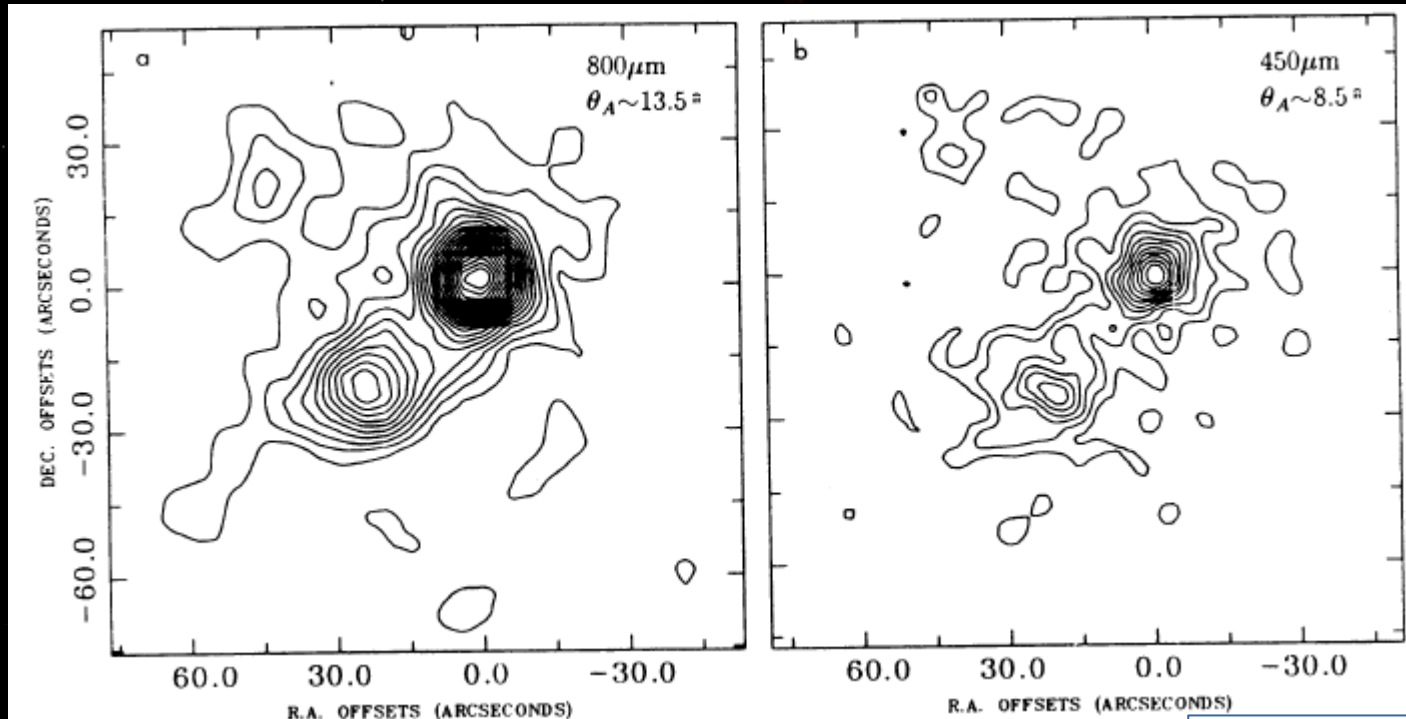 a
800μm
θA~13.5"
DEC. OFFSETS (ARCSECONDS)
30.0
0.0
−30.0
−60.0
60.0 30.0 0.0 −30.0
R.A. OFFSETS (ARCSECONDS)
b
450μm
θA~8.5"
60.0 30.0 0.0 −30.0
R.A. OFFSETS (ARCSECONDS)